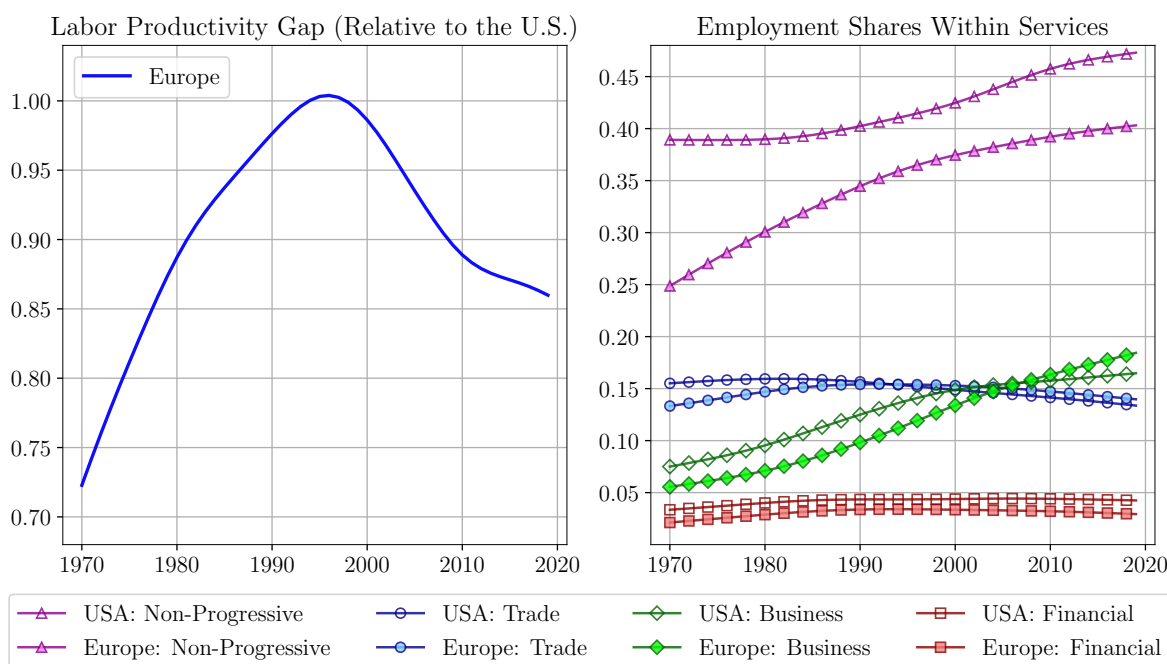 Labor Productivity Gap (Relative to the U.S.)
Europe
1.00
0.95
0.90
0.85
0.80
0.75
0.70
1970 1980 1990 2000 2010 2020
Employment Shares Within Services
0.45
0.40
0.35
0.30
0.25
0.20
0.15
0.10
0.05
1970 1980 1990 2000 2010 2020
USA: Non-Progressive USA: Trade USA: Business USA: Financial
Europe: Non-Progressive Europe: Trade Europe: Business Europe: Financial